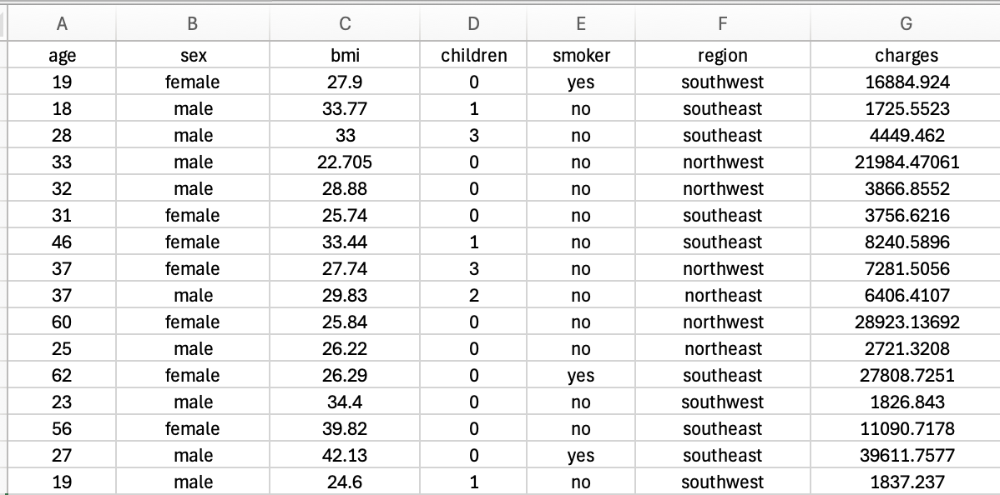 A B C D E F G
age sex bmi children smoker region charges
19 female 27.9 0 yes southwest 16884.924
18 male 33.77 1 no southeast 1725.5523
28 male 33 3 no southeast 4449.462
33 male 22.705 0 no northwest 21984.47061
32 male 28.88 0 no northwest 3866.8552
31 female 25.74 0 no southeast 3756.6216
46 female 33.44 1 no southeast 8240.5896
37 female 27.74 3 no northwest 7281.5056
37 male 29.83 2 no northeast 6406.4107
60 female 25.84 0 no northwest 28923.13692
25 male 26.22 0 no northeast 2721.3208
62 female 26.29 0 yes southeast 27808.7251
23 male 34.4 0 no southwest 1826.843
56 female 39.82 0 no southeast 11090.7178
27 male 42.13 0 yes southeast 39611.7577
19 male 24.6 1 no southwest 1837.237